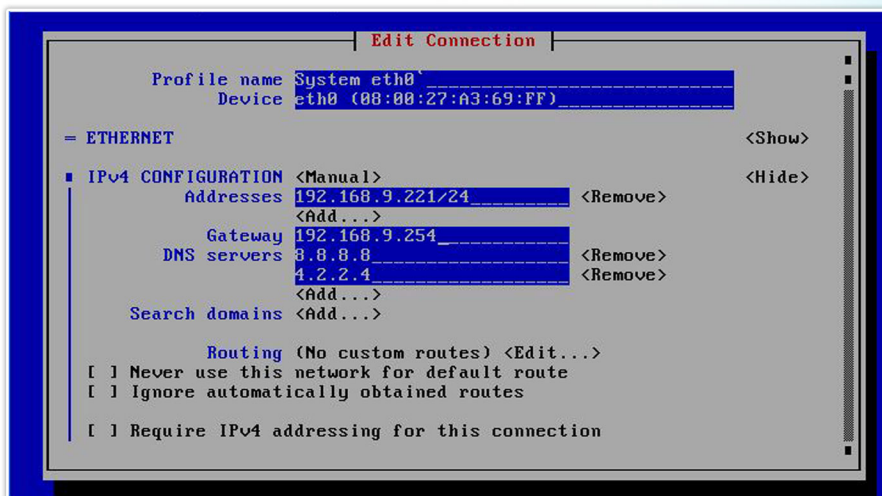 Edit Connection
Profile name System eth0`
Device eth0 (08:00:27:A3:69:FF)
= ETHERNET <Show>
IPv4 CONFIGURATION <Manual> <Hide>
Addresses 192.168.9.221/24 <Remove>
<Add...>
Gateway 192.168.9.254
DNS servers 8.8.8.8 <Remove>
4.2.2.4 <Remove>
<Add...>
Search domains <Add...>
Routing (No custom routes) <Edit...>
[ ] Never use this network for default route
[ ] Ignore automatically obtained routes
[ ] Require IPv4 addressing for this connection